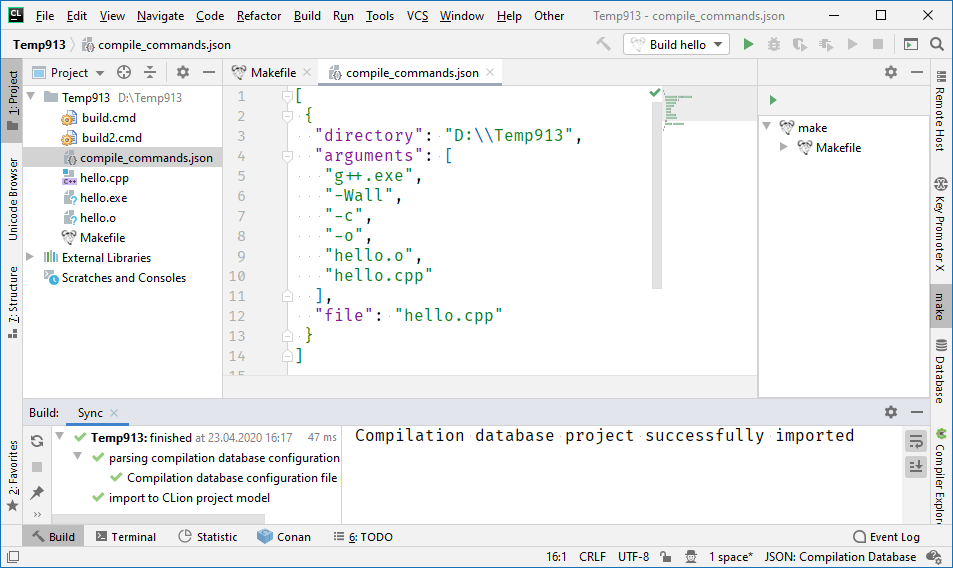 CL File Edit View Navigate Code Refactor Build Run Tools VCS Window Help Other Temp913 - compile_commands.json
Temp913 compile_commands.json Build hello
1: Project
Unicode Browser
7: Structure
2: Favorites
Project
Temp913 D:\Temp913
build.cmd
build2.cmd
compile_commands.json
hello.cpp
hello.exe
hello.o
Makefile
External Libraries
Scratches and Consoles
Makefile compile_commands.json
1 [
2 {
3 "directory": "D:\\Temp913",
4 "arguments": [
5 "g++.exe",
6 "-Wall",
7 "-c",
8 "-o",
9 "hello.o",
10 "hello.cpp"
11 ],
12 "file": "hello.cpp"
13 }
14 ]
15
make
Makefile
Remote Host
Key Promoter X
make
Database
Compiler Explore
Build: Sync
Temp913: finished at 23.04.2020 16:17 47 ms
parsing compilation database configuration
Compilation database configuration file
import to CLion project model
Compilation database project successfully imported
Build Terminal Statistic Conan 6: TODO Event Log
16:1 CRLF UTF-8 1 space* JSON: Compilation Database